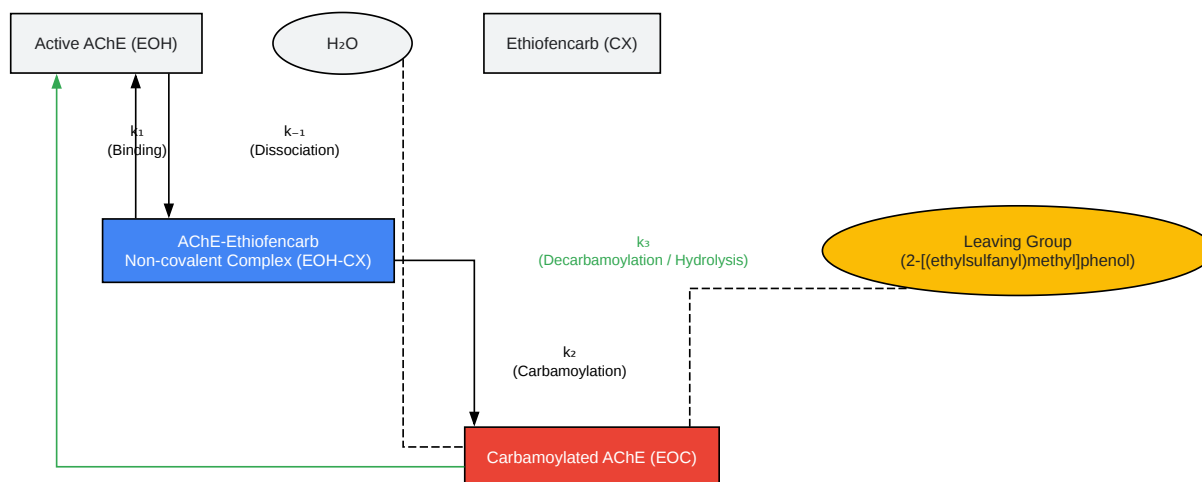 Active AChE (EOH)
H₂O
Ethiofencarb (CX)
k₁
(Binding)
k₋₁
(Dissociation)
AChE-Ethiofencarb
Non-covalent Complex (EOH-CX)
k₃
(Decarbamoylation / Hydrolysis)
Leaving Group
(2-[(ethylsulfanyl)methyl]phenol)
k₂
(Carbamoylation)
Carbamoylated AChE (EOC)